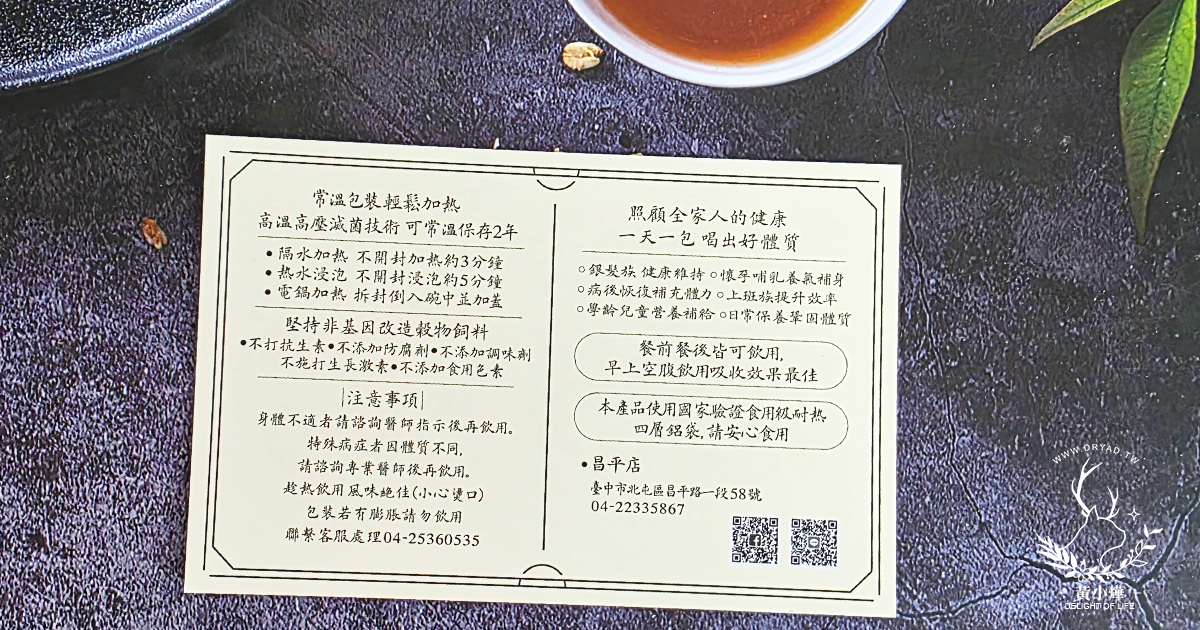 常溫包裝輕鬆加熱
高溫高壓滅菌技術 可常溫保存2年
•隔水加熱 不開封加熱約3分鐘
•熱水浸泡 不開封浸泡約5分鐘
•電鍋加熱 拆封倒入碗中並加蓋
堅持非基因改造穀物飼料
•不打抗生素•不添加防腐劑•不添加調味劑
不施打生長激素•不添加食用色素
|注意事項|
身體不適者請諮詢醫師指示後再飲用。
特殊病症者因體質不同,
請諮詢專業醫師後再飲用。
趁熱飲用風味絕佳(小心燙口)
包裝若有膨脹請勿飲用
聯繫客服處理04-25360535
照顧全家人的健康
一天一包 喝出好體質
○銀髮族 健康維持○懷孕哺乳養氣補身
○病後恢復補充體力○上班族提升效率
○學齡兒童營養補給○日常保養鞏固體質
餐前餐後皆可飲用,
早上空腹飲用吸收效果最佳
本產品使用國家驗證食用級耐熱
四層鋁袋,請安心食用
•昌平店
臺中市北屯區昌平路一段58號
04-22335867
WWW.DRYAD.TW
黃小嬅
DELIGHT OF LIFE